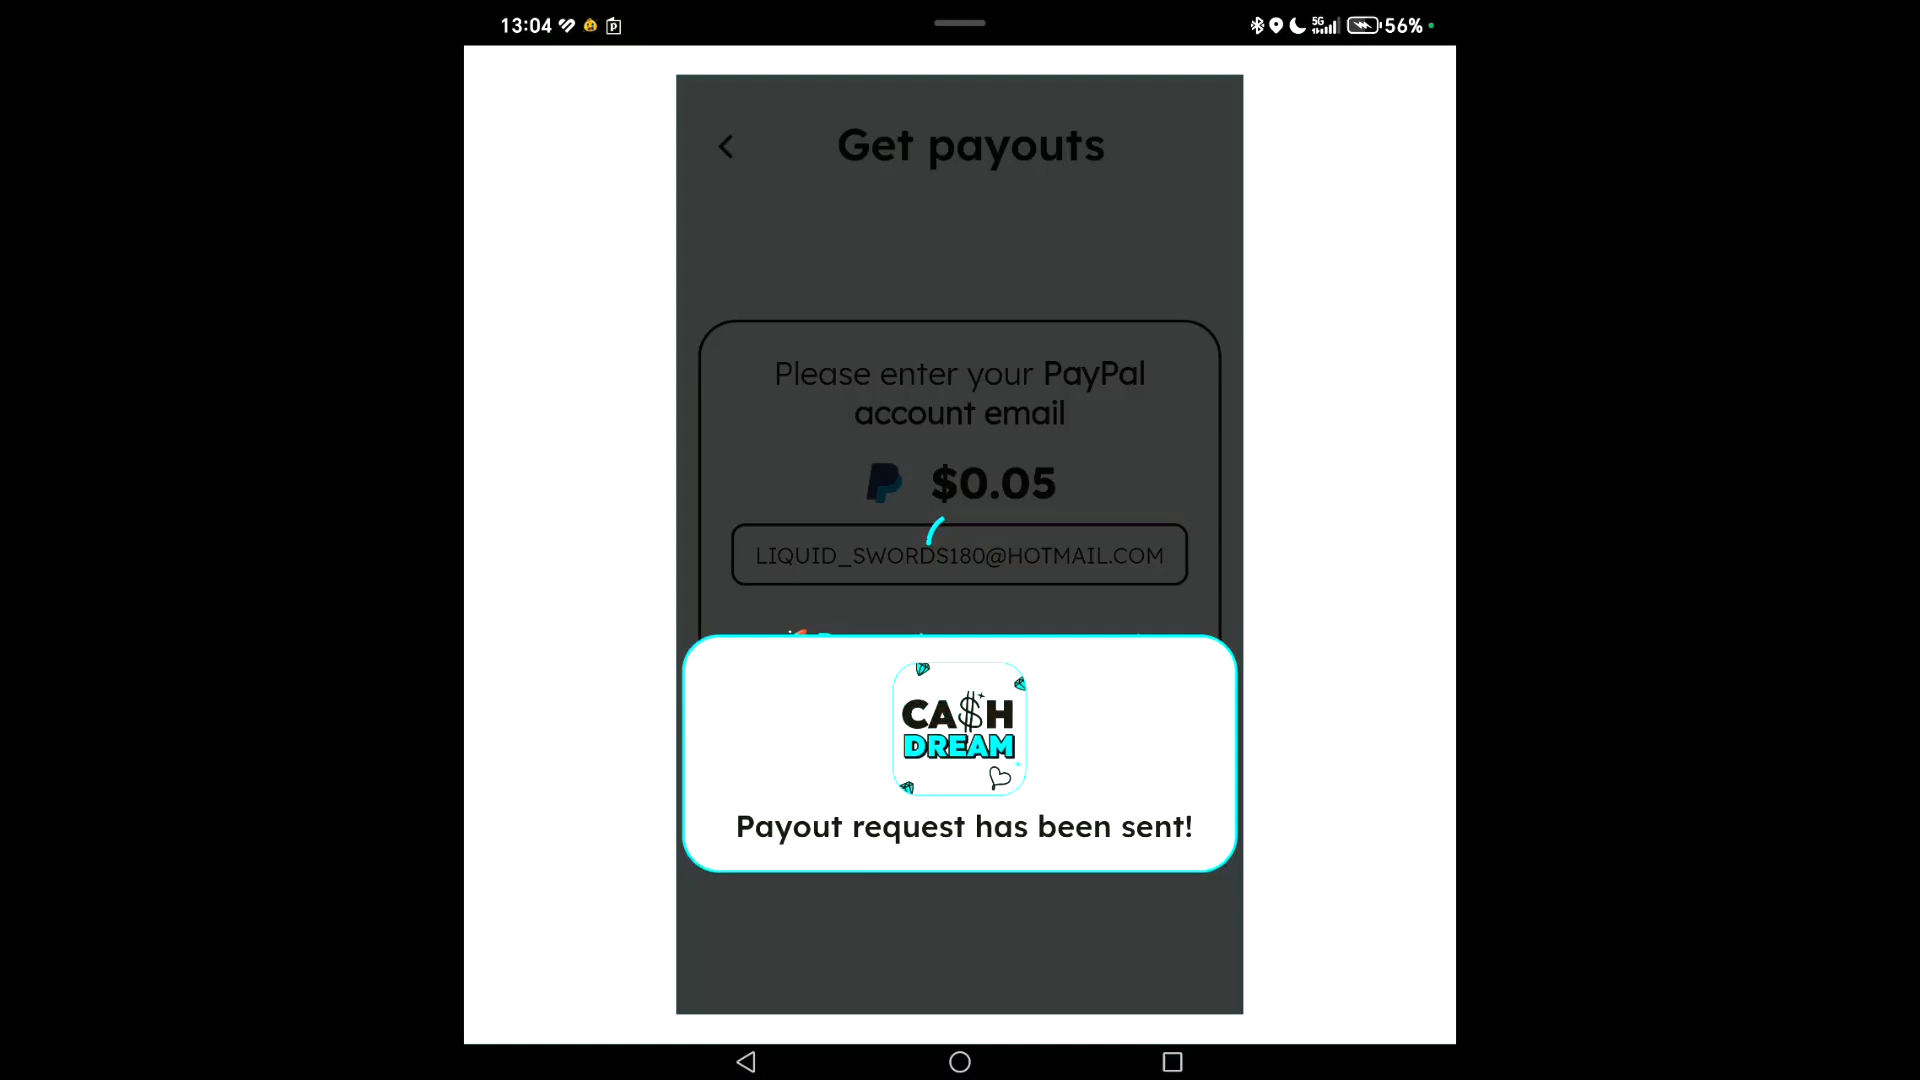 13:04
5G
56%
Get payouts
Please enter your PayPal
account email
$0.05
LIQUID_SWORDS180@HOTMAIL.COM
CA$H
DREAM
Payout request has been sent!